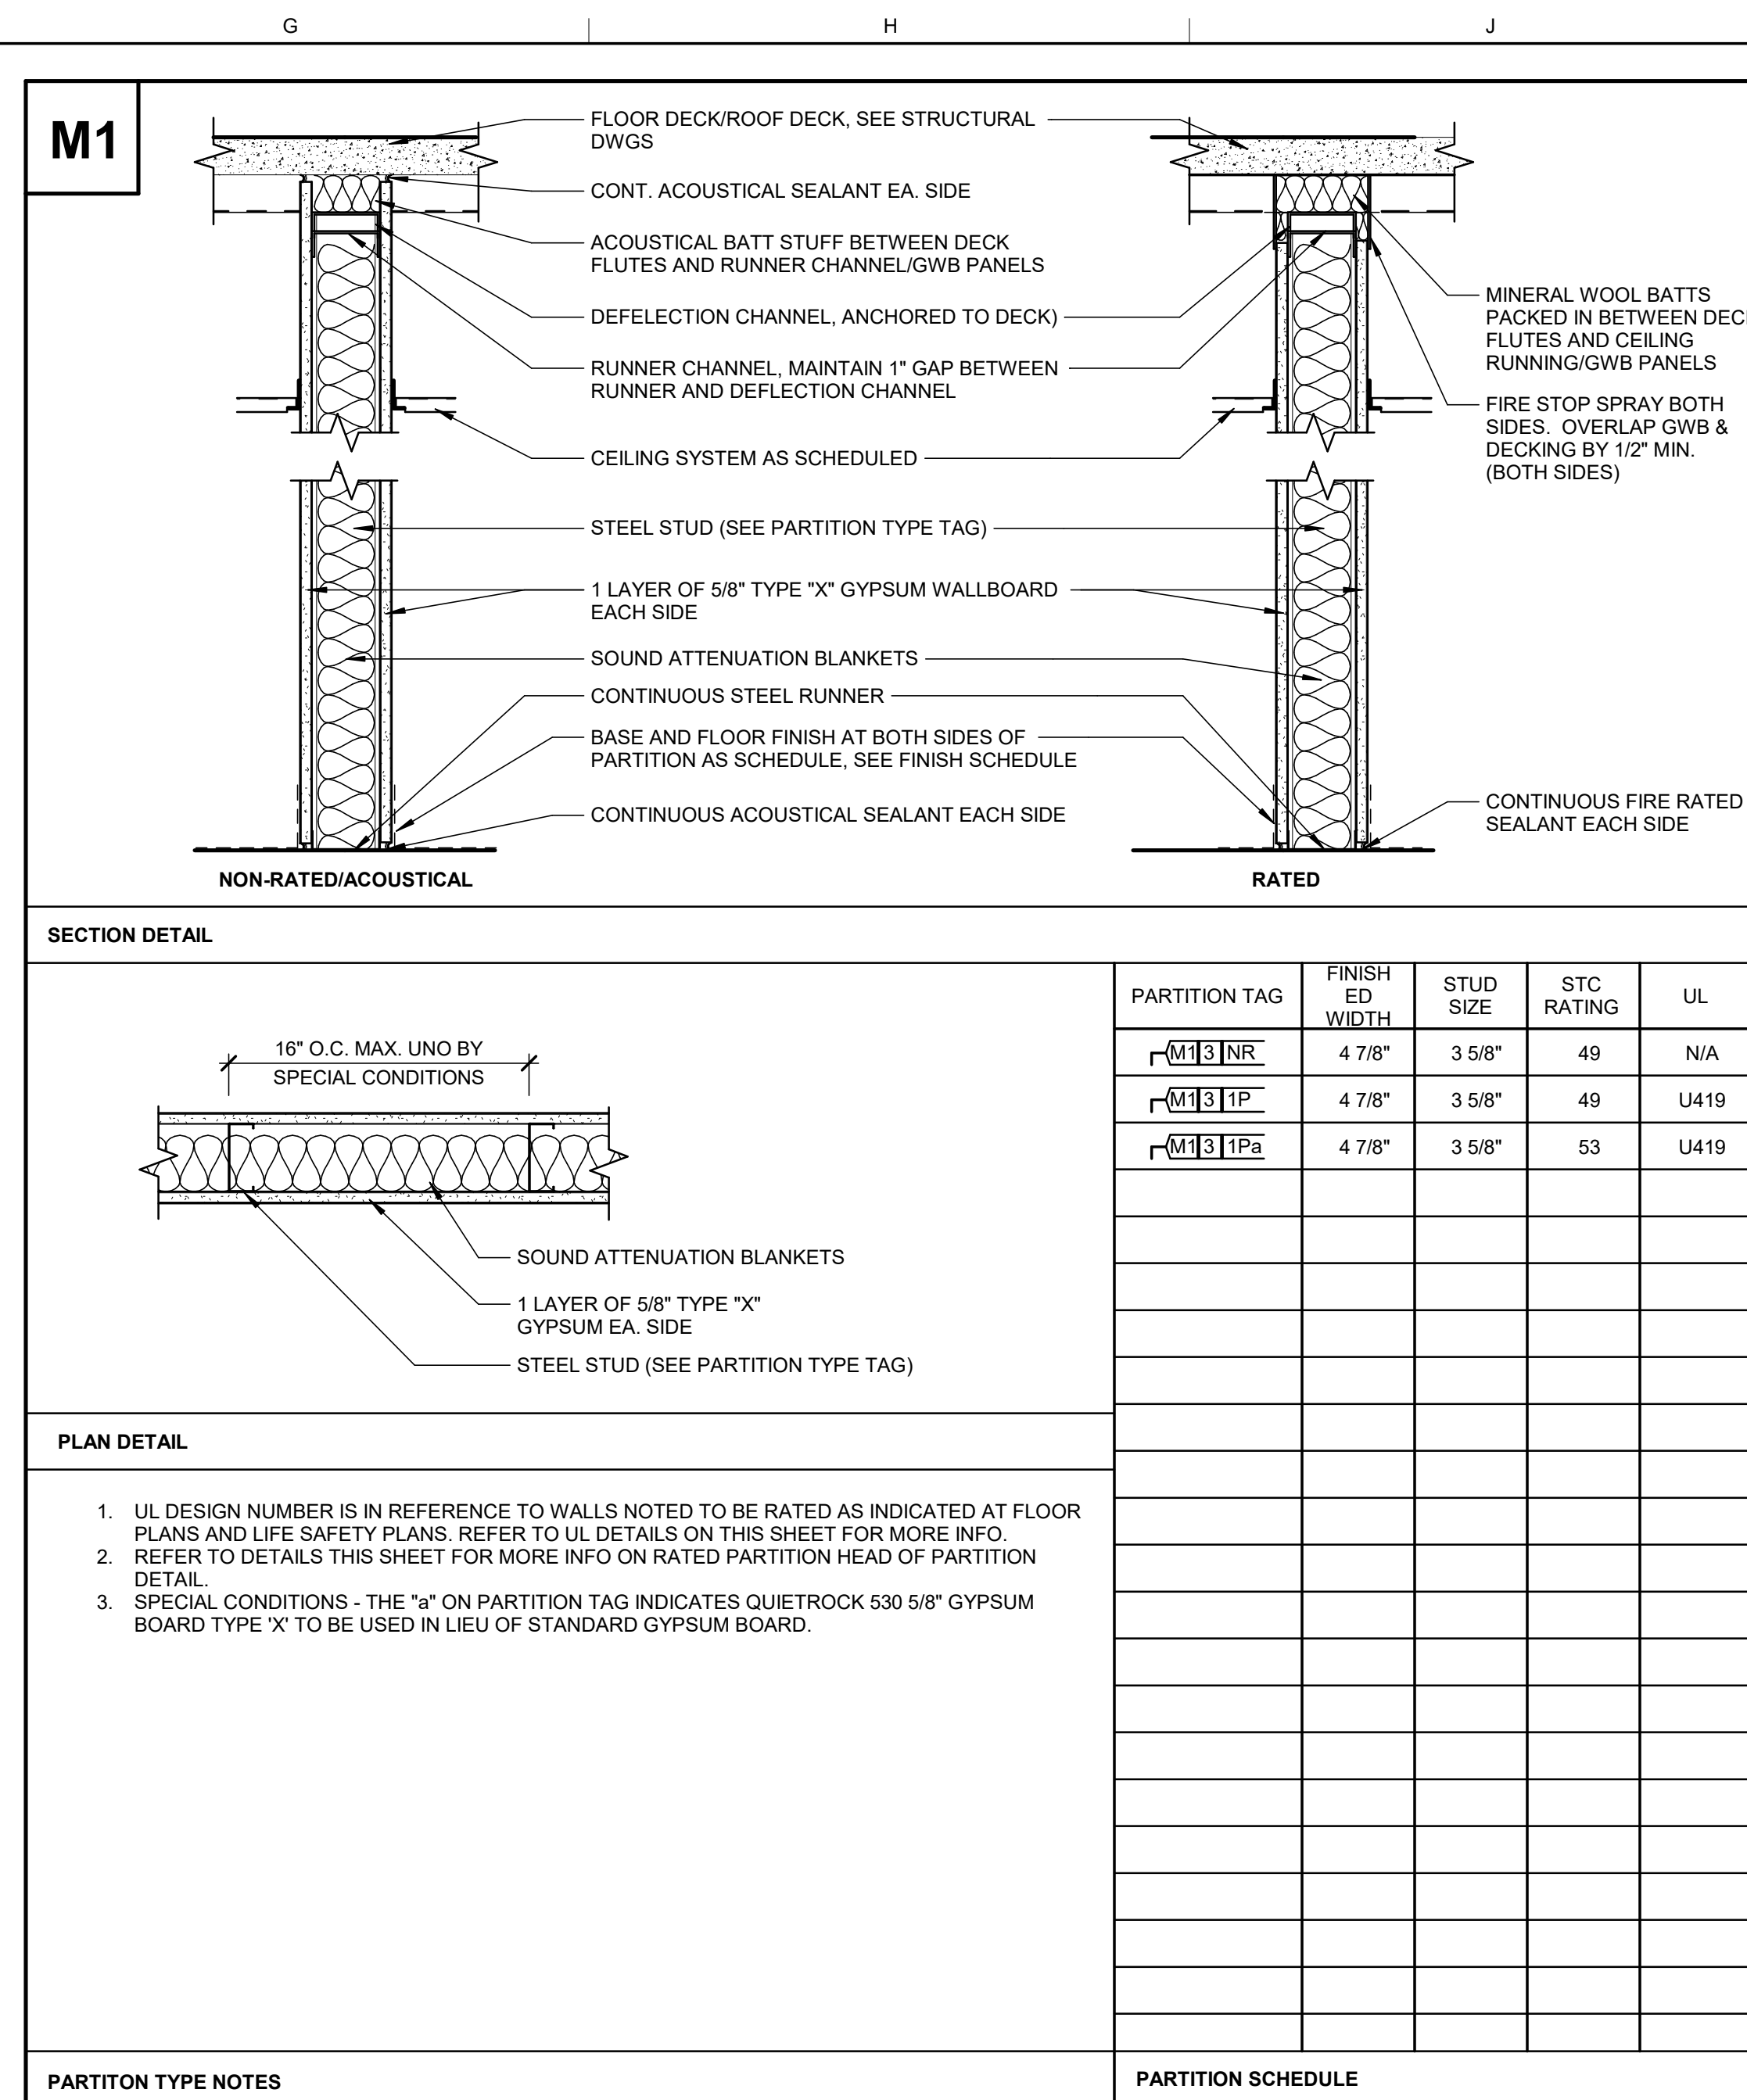 G
H
J
M1
FLOOR DECK/ROOF DECK, SEE STRUCTURAL
DWGS
CONT. ACOUSTICAL SEALANT EA. SIDE
ACOUSTICAL BATT STUFF BETWEEN DECK
FLUTES AND RUNNER CHANNEL/GWB PANELS
DEFELECTION CHANNEL, ANCHORED TO DECK)
RUNNER CHANNEL, MAINTAIN 1" GAP BETWEEN
RUNNER AND DEFLECTION CHANNEL
CEILING SYSTEM AS SCHEDULED
STEEL STUD (SEE PARTITION TYPE TAG)
1 LAYER OF 5/8" TYPE "X" GYPSUM WALLBOARD
EACH SIDE
SOUND ATTENUATION BLANKETS
CONTINUOUS STEEL RUNNER
BASE AND FLOOR FINISH AT BOTH SIDES OF
PARTITION AS SCHEDULE, SEE FINISH SCHEDULE
CONTINUOUS ACOUSTICAL SEALANT EACH SIDE
MINERAL WOOL BATTS
PACKED IN BETWEEN
FLUTES AND CEILING
RUNNING/GWB PANELS
FIRE STOP SPRAY BOTH
SIDES. OVERLAP GWB &
DECKING BY 1/2" MIN.
(BOTH SIDES)
CONTINUOUS FIRE RATED
SEALANT EACH SIDE
NON-RATED/ACOUSTICAL
RATED
SECTION DETAIL
16" O.C. MAX. UNO BY
SPECIAL CONDITIONS
SOUND ATTENUATION BLANKETS
1 LAYER OF 5/8" TYPE "X"
GYPSUM EA. SIDE
STEEL STUD (SEE PARTITION TYPE TAG)
PLAN DETAIL
1. UL DESIGN NUMBER IS IN REFERENCE TO WALLS NOTED TO BE RATED AS INDICATED AT FLOOR
PLANS AND LIFE SAFETY PLANS. REFER TO UL DETAILS ON THIS SHEET FOR MORE INFO.
2. REFER TO DETAILS THIS SHEET FOR MORE INFO ON RATED PARTITION HEAD OF PARTITION
DETAIL.
3. SPECIAL CONDITIONS - THE "a" ON PARTITION TAG INDICATES QUIETROCK 530 5/8" GYPSUM
BOARD TYPE 'X' TO BE USED IN LIEU OF STANDARD GYPSUM BOARD.
PARTITON TYPE NOTES
PARTITION TAG
FINISH
ED
WIDTH
STUD
SIZE
STC
RATING
UL
M1 3 NR 4 7/8" 3 5/8" 49 N/A
M1 3 1P 4 7/8" 3 5/8" 49 U419
M1 3 1Pa 4 7/8" 3 5/8" 53 U419
PARTITION SCHEDULE